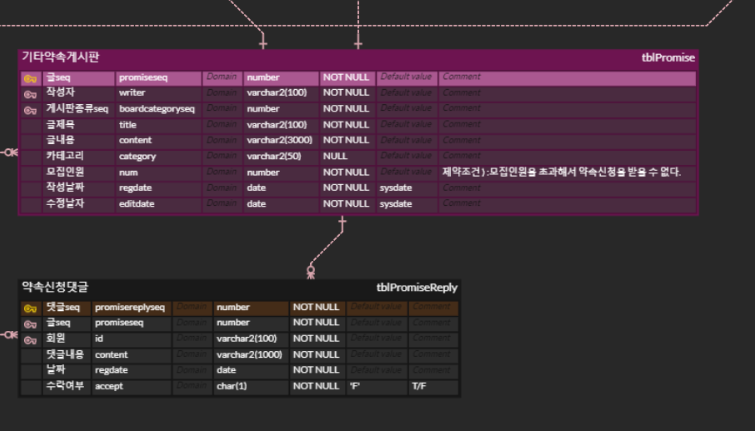 기타약속게시판 tblPromise
글seq promiseseq Domain number NOT NULL Default value Comment
작성자 writer Domain varchar2(100) NOT NULL Default value Comment
게시판종류seq boardcategoryseq Domain number NOT NULL Default value Comment
글제목 title Domain varchar2(100) NOT NULL Default value Comment
글내용 content Domain varchar2(3000) NOT NULL Default value Comment
카테고리 category Domain varchar2(50) NULL Default value Comment
모집인원 num Domain number NOT NULL Default value 제약조건) :모집인원을 초과해서 약속신청을 받을 수 없다.
작성날짜 regdate Domain date NOT NULL sysdate Comment
수정날자 editdate Domain date NOT NULL sysdate Comment
약속신청댓글 tblPromiseReply
댓글seq promisereplyseq Domain number NOT NULL Default value Comment
글seq promiseseq Domain number NOT NULL Default value Comment
회원 id Domain varchar2(100) NOT NULL Default value Comment
댓글내용 content Domain varchar2(1000) NOT NULL Default value Comment
날짜 regdate Domain date NOT NULL Default value Comment
수락여부 accept Domain char(1) NOT NULL 'F' T/F